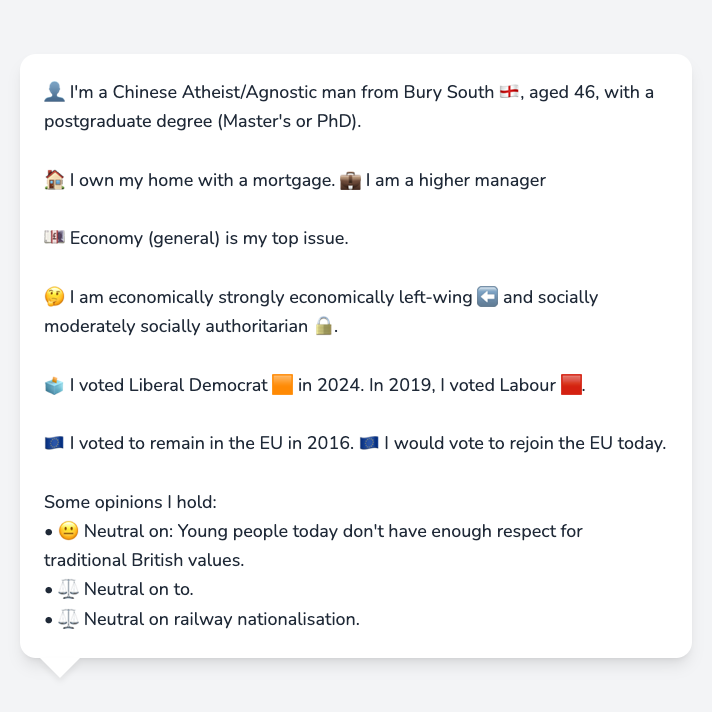 👤 I'm a Chinese Atheist/Agnostic man from Bury South 🏴󠁧󠁢󠁥󠁮󠁧󠁿, aged 46, with a
postgraduate degree (Master's or PhD).
🏠 I own my home with a mortgage. 💼 I am a higher manager
💷 Economy (general) is my top issue.
🤔 I am economically strongly economically left-wing ⬅️ and socially
moderately socially authoritarian 🔒.
🗳️ I voted Liberal Democrat 🟧 in 2024. In 2019, I voted Labour 🟥.
🇪🇺 I voted to remain in the EU in 2016. 🇪🇺 I would vote to rejoin the EU today.
Some opinions I hold:
• 😐 Neutral on: Young people today don't have enough respect for
traditional British values.
• ⚖️ Neutral on to.
• ⚖️ Neutral on railway nationalisation.